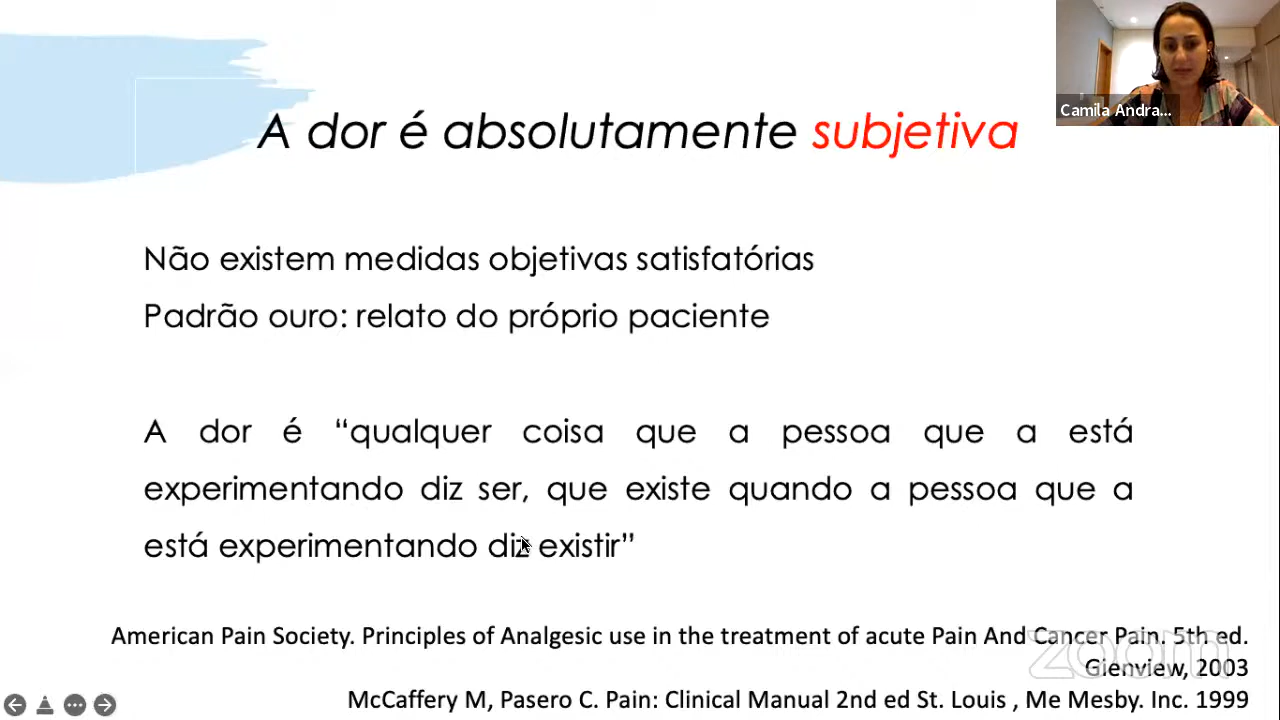 Camila Andra...
A dor é absolutamente subjetiva
Não existem medidas objetivas satisfatórias
Padrão ouro: relato do próprio paciente
A dor é “qualquer coisa que a pessoa que a está
experimentando diz ser, que existe quando a pessoa que a
está experimentando diz existir”
American Pain Society. Principles of Analgesic use in the treatment of acute Pain And Cancer Pain. 5th ed.
Gienview, 2003
McCaffery M, Pasero C. Pain: Clinical Manual 2nd ed St. Louis , Me Mesby. Inc. 1999
zoom